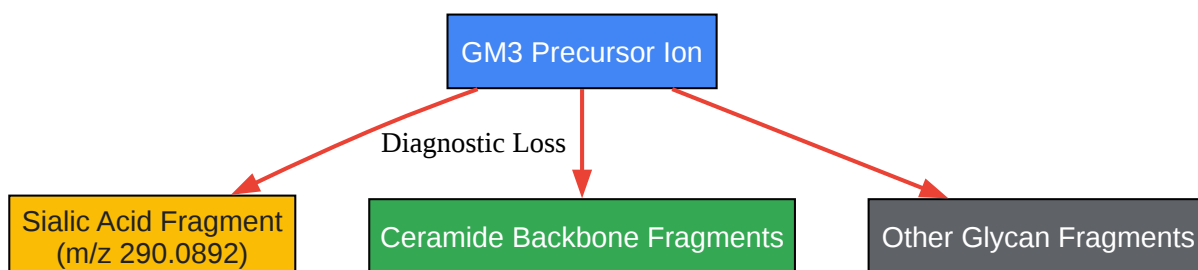 GM3 Precursor Ion
Diagnostic Loss
Sialic Acid Fragment
(m/z 290.0892)
Ceramide Backbone Fragments
Other Glycan Fragments